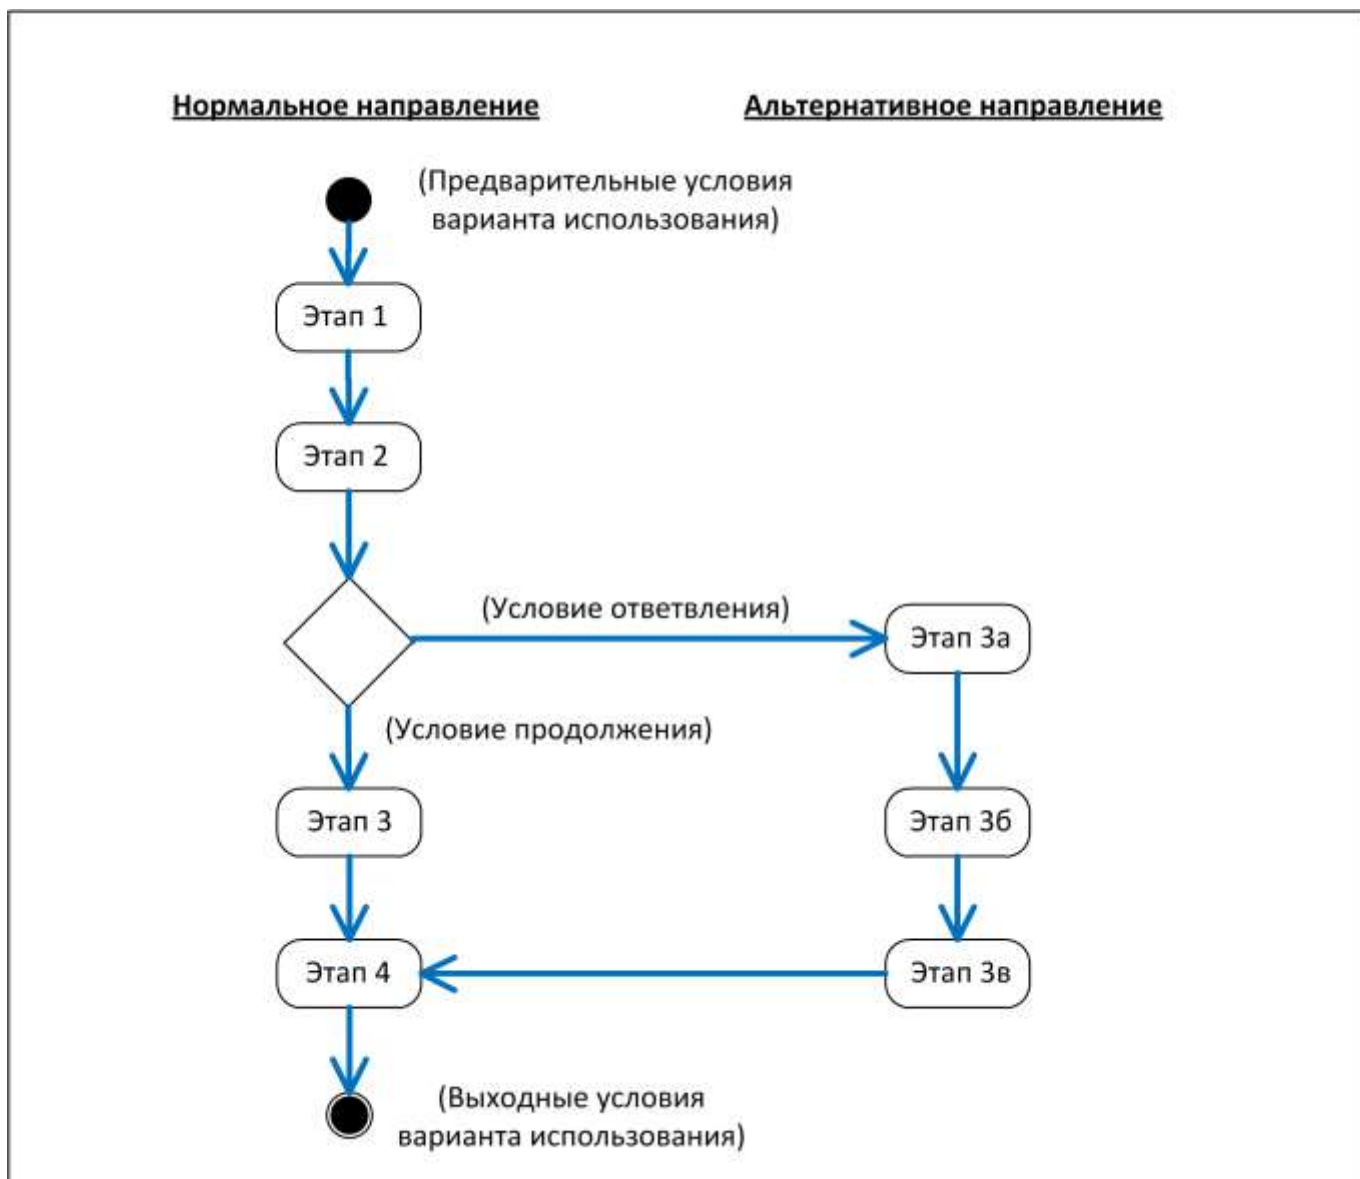 Нормальное направление
Альтернативное направление
(Предварительные условия
варианта использования)
Этап 1
Этап 2
(Условие ответвления)
Этап 3а
(Условие продолжения)
Этап 3
Этап 3б
Этап 4
Этап 3в
(Выходные условия
варианта использования)